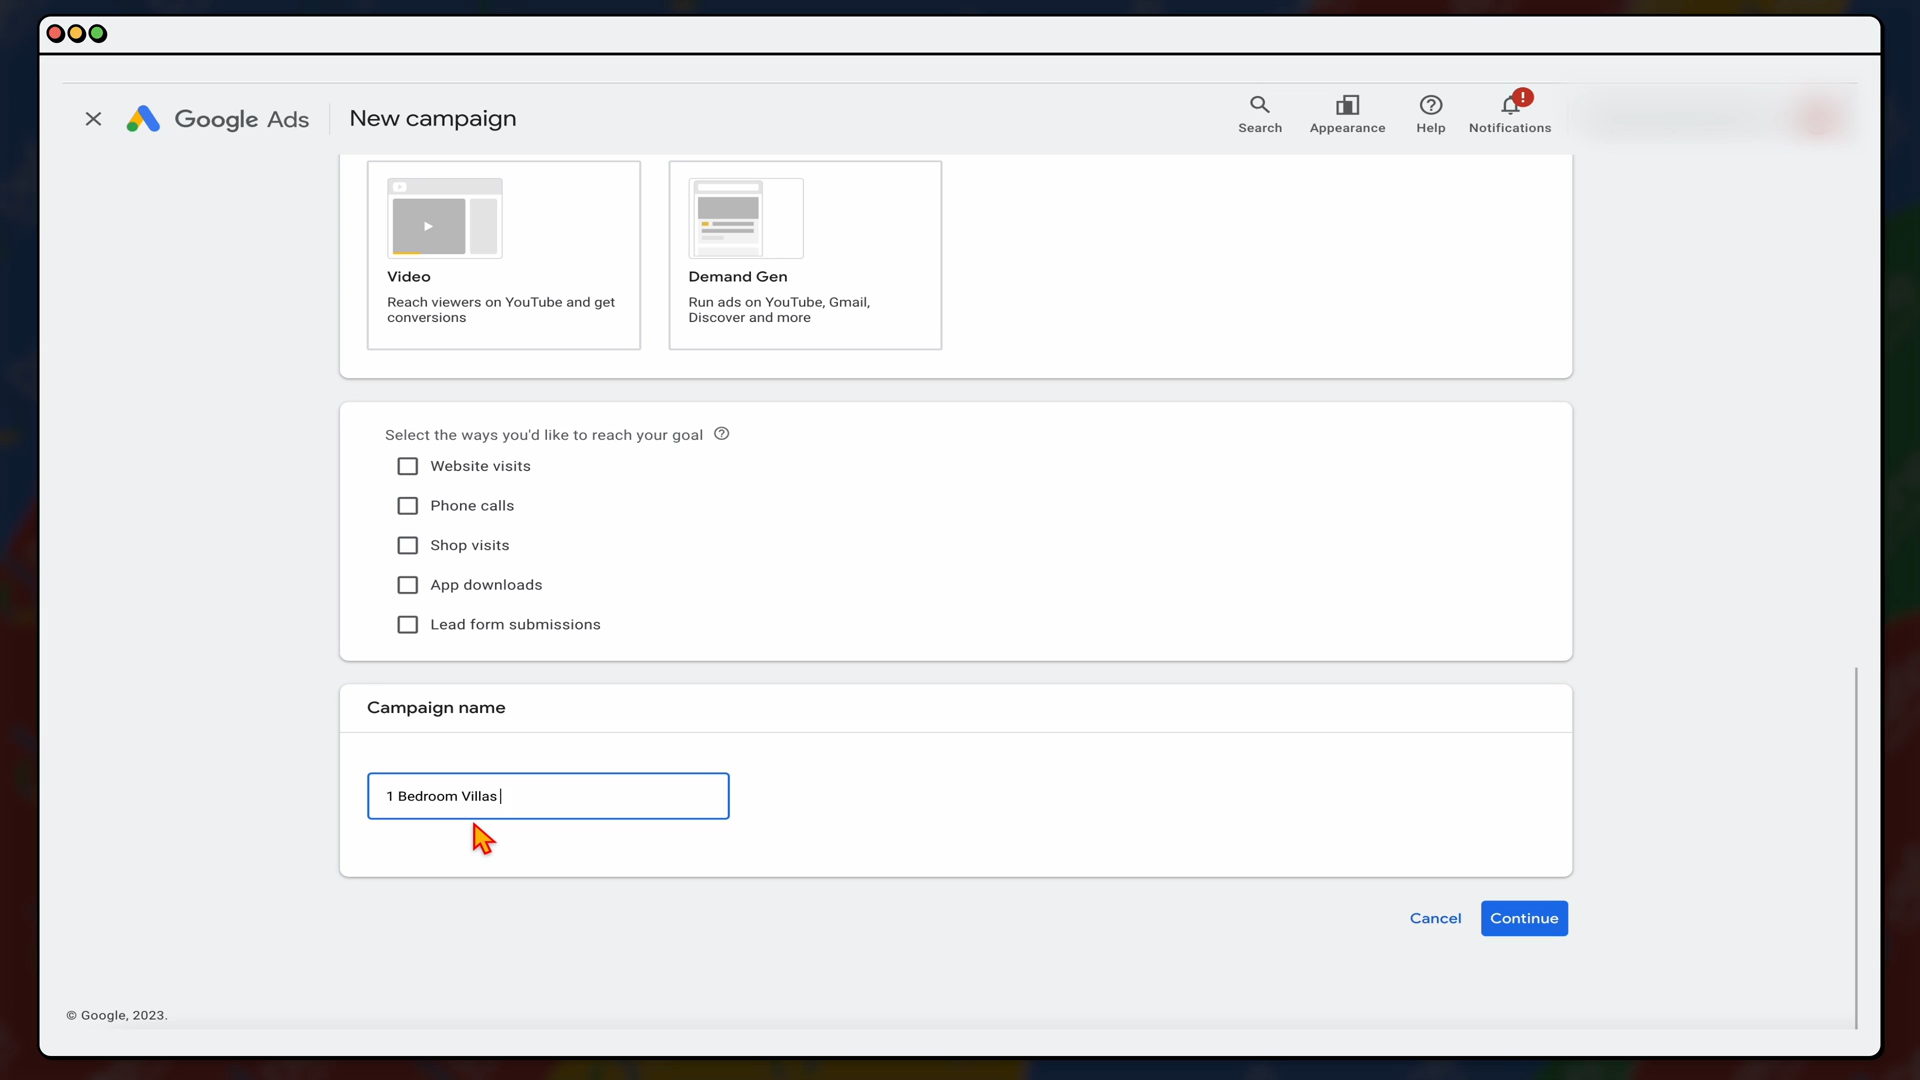 Google Ads
New campaign
Search
Appearance
Help
Notifications
Video
Reach viewers on YouTube and get
conversions
Demand Gen
Run ads on YouTube, Gmail,
Discover and more
Select the ways you'd like to reach your goal
Website visits
Phone calls
Shop visits
App downloads
Lead form submissions
Campaign name
1 Bedroom Villas
Cancel
Continue
© Google, 2023.